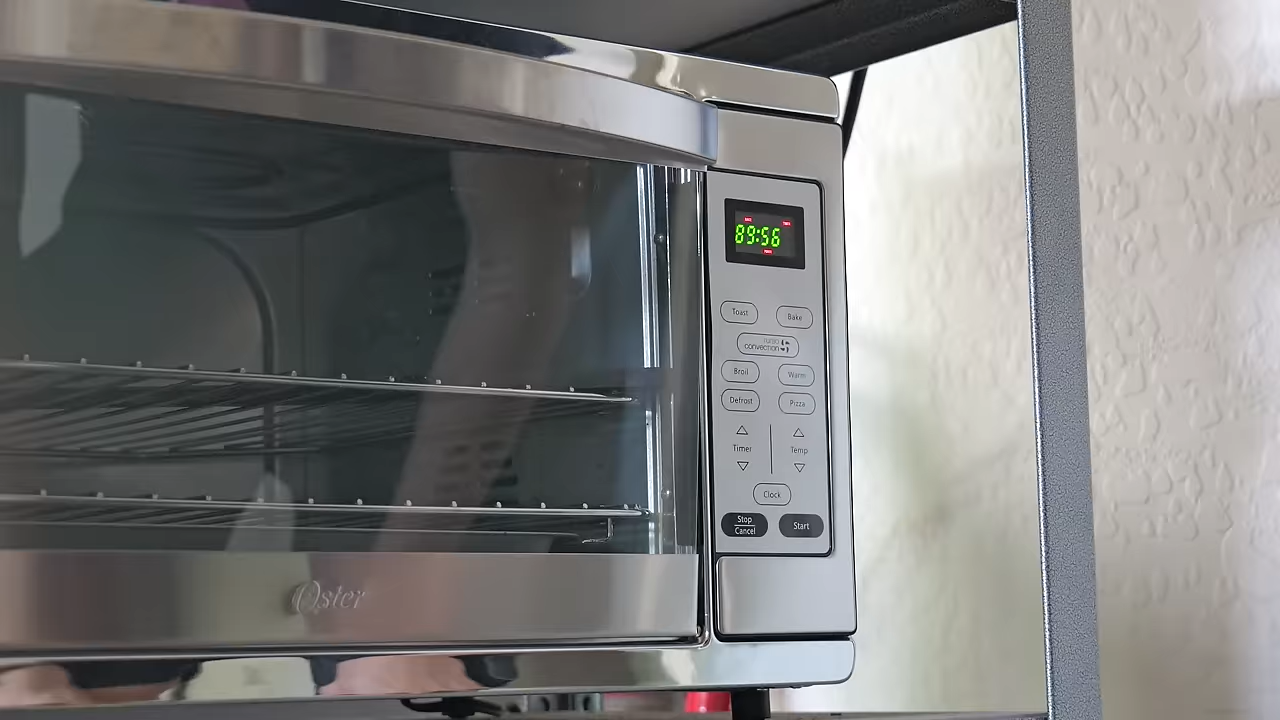 89:56
Toast Bake
TURBO
convection
Broil Warm
Defrost Pizza
Timer Temp
Clock
Stop
Cancel
Start
Oster